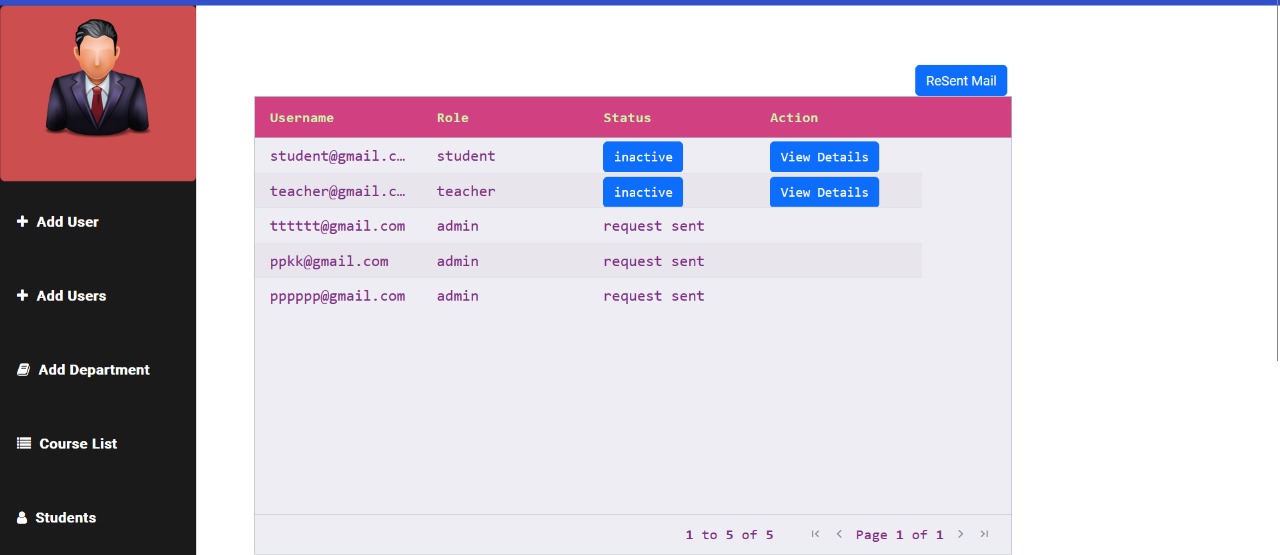 ReSent Mail
Username Role Status Action
student@gmail.c… student inactive View Details
teacher@gmail.c… teacher inactive View Details
tttttt@gmail.com admin request sent
ppkk@gmail.com admin request sent
pppppp@gmail.com admin request sent
1 to 5 of 5 Page 1 of 1
Add User
Add Users
Add Department
Course List
Students